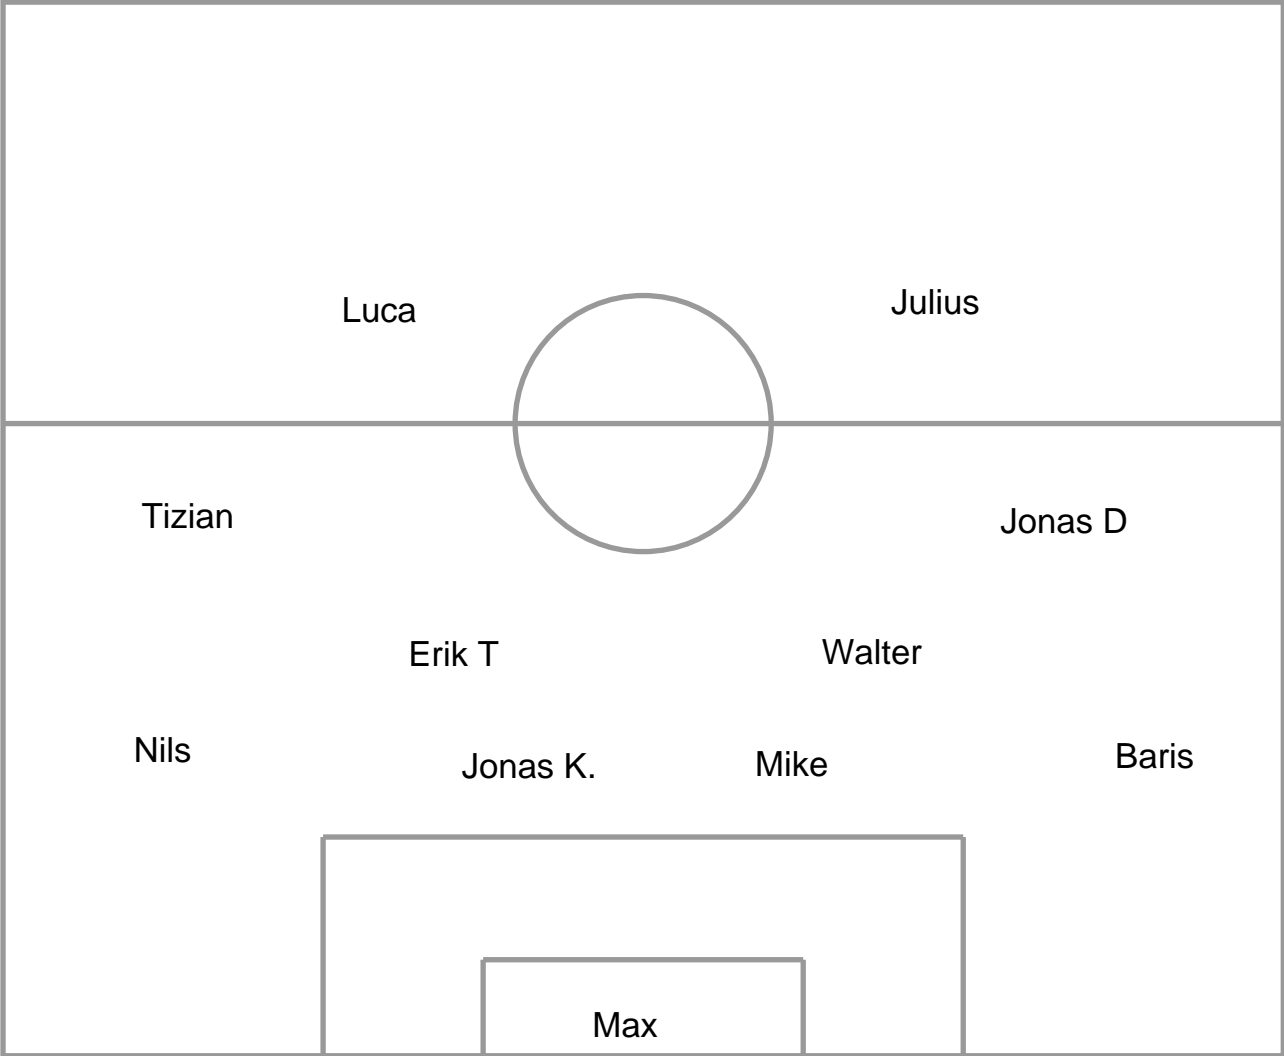 Luca
Julius
Tizian
Jonas D
Erik T
Walter
Nils
Jonas K.
Mike
Baris
Max